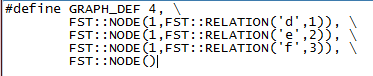 #define GRAPH_DEF 4, \
FST::NODE(1,FST::RELATION('d',1)), \
FST::NODE(1,FST::RELATION('e',2)), \
FST::NODE(1,FST::RELATION('f',3)), \
FST::NODE()